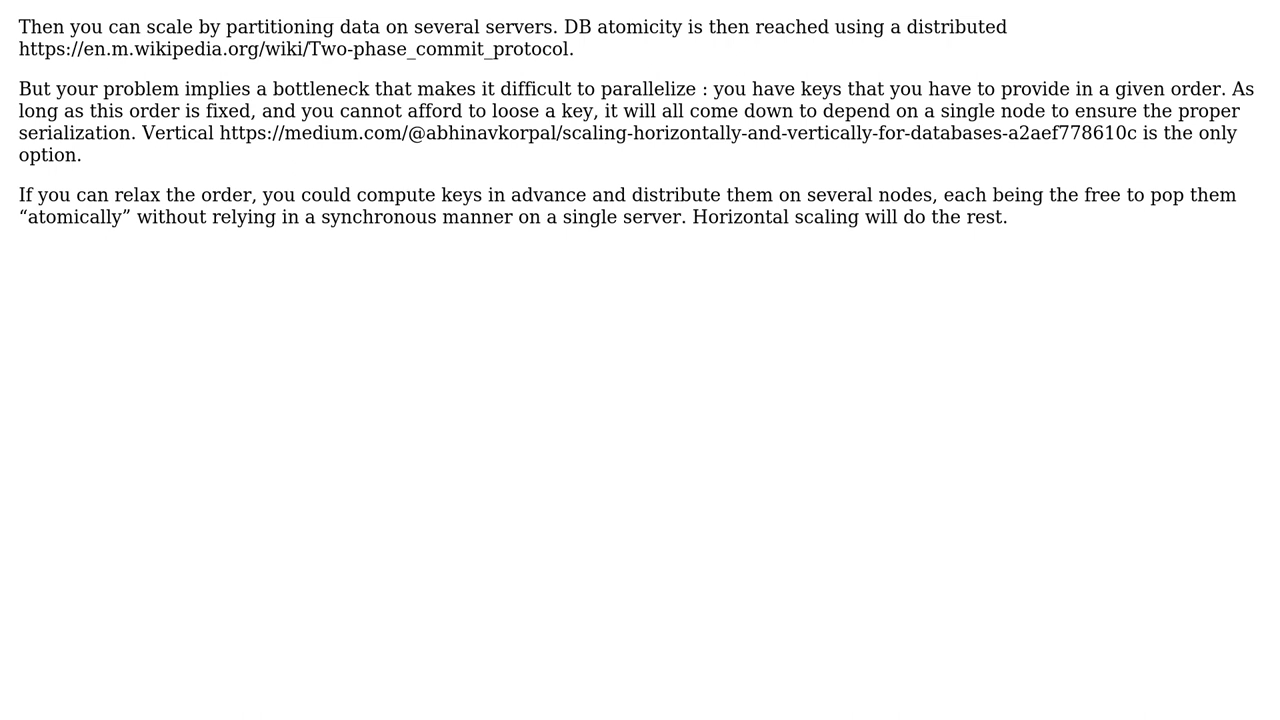 Then you can scale by partitioning data on several servers. DB atomicity is then reached using a distributed
https://en.m.wikipedia.org/wiki/Two-phase_commit_protocol.
But your problem implies a bottleneck that makes it difficult to parallelize : you have keys that you have to provide in a given order. As
long as this order is fixed, and you cannot afford to loose a key, it will all come down to depend on a single node to ensure the proper
serialization. Vertical https://medium.com/@abhinavkorpal/scaling-horizontally-and-vertically-for-databases-a2aef778610c is the only
option.
If you can relax the order, you could compute keys in advance and distribute them on several nodes, each being the free to pop them
“atomically” without relying in a synchronous manner on a single server. Horizontal scaling will do the rest.